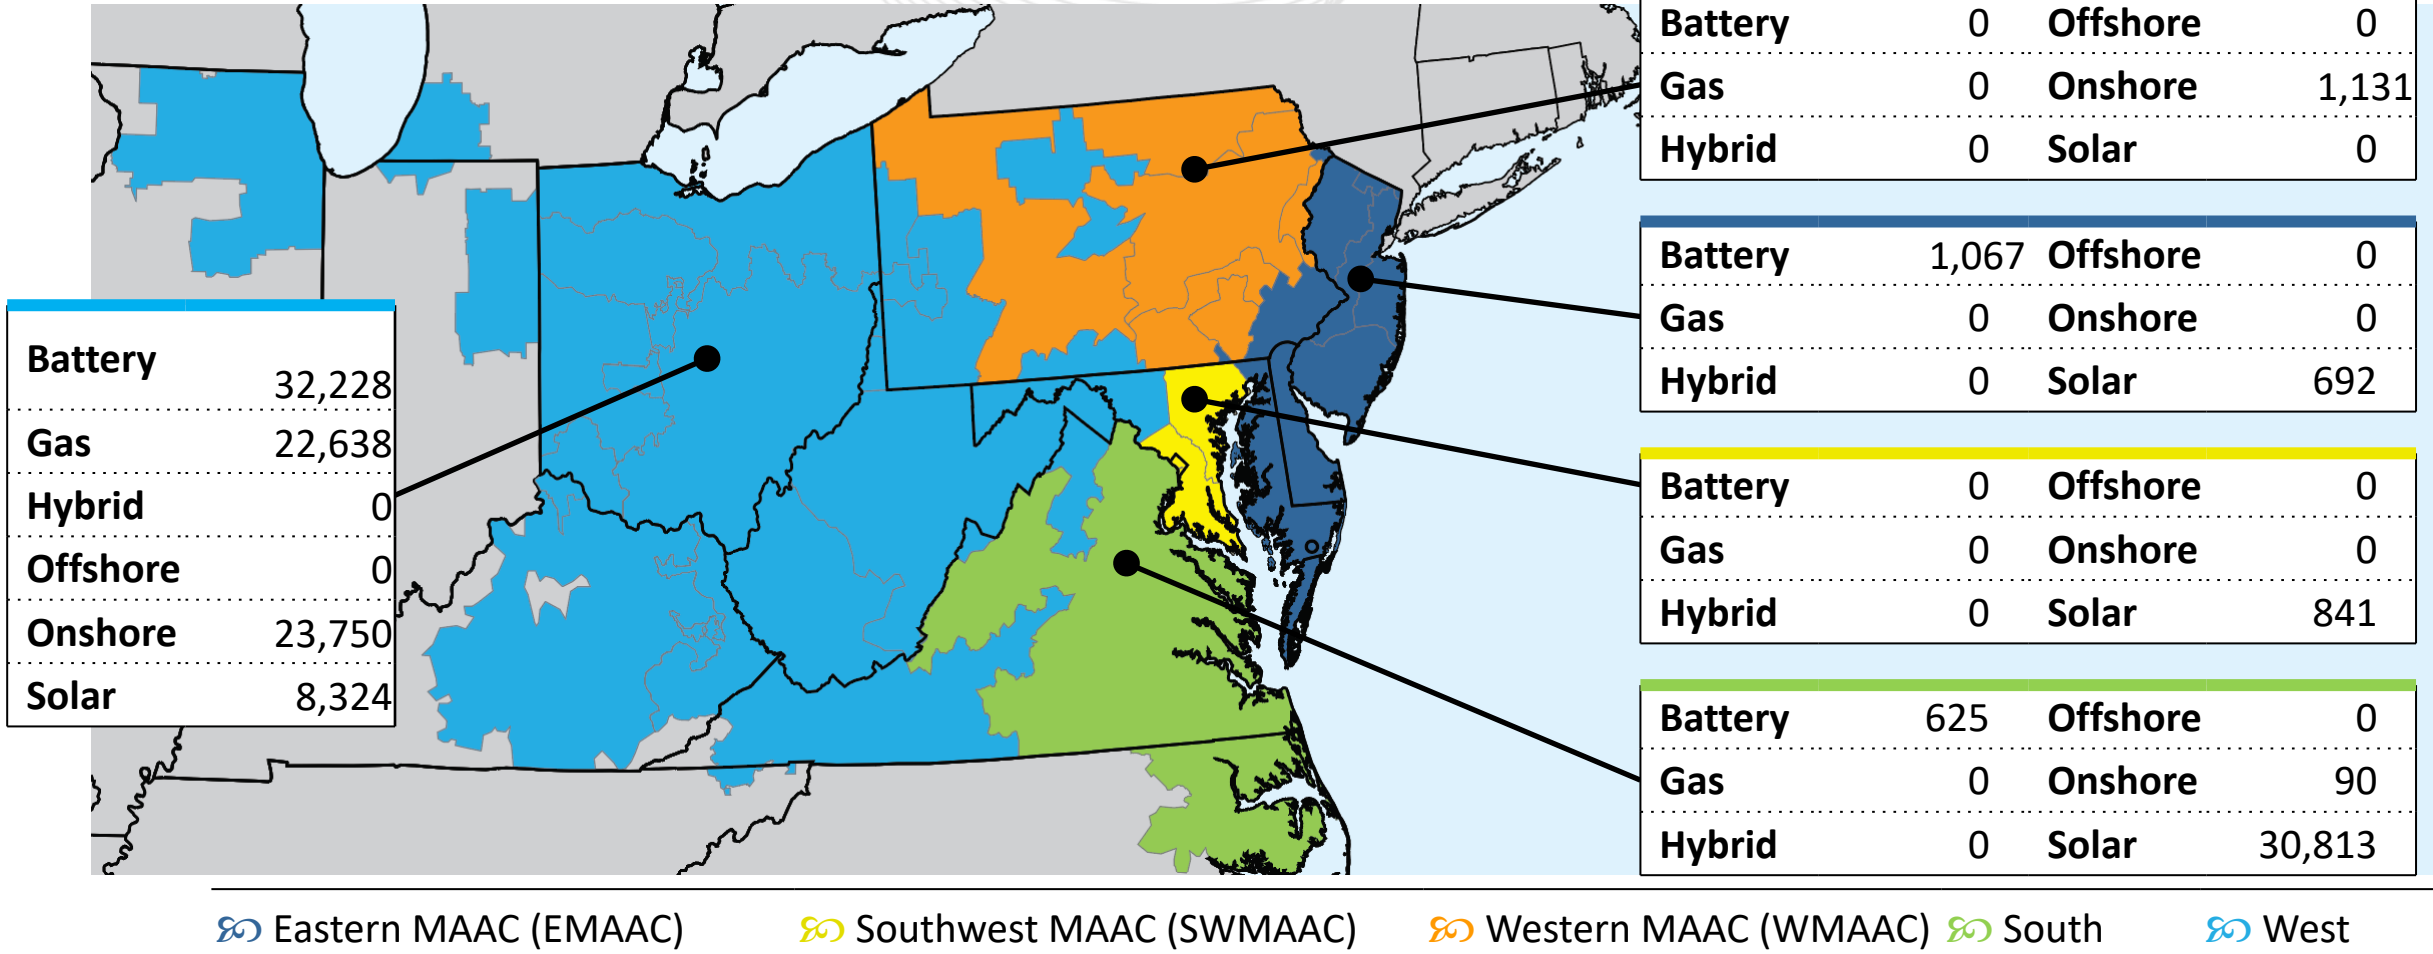 Battery 0 Offshore 0
Gas 0 Onshore 1,131
Hybrid 0 Solar 0
Battery 1,067 Offshore 0
Gas 0 Onshore 0
Hybrid 0 Solar 692
Battery 32,228
Gas 22,638
Hybrid 0
Offshore 0
Onshore 23,750
Solar 8,324
Battery 0 Offshore 0
Gas 0 Onshore 0
Hybrid 0 Solar 841
Battery 625 Offshore 0
Gas 0 Onshore 90
Hybrid 0 Solar 30,813
Eastern MAAC (EMAAC) Southwest MAAC (SWMAAC) Western MAAC (WMAAC) South West